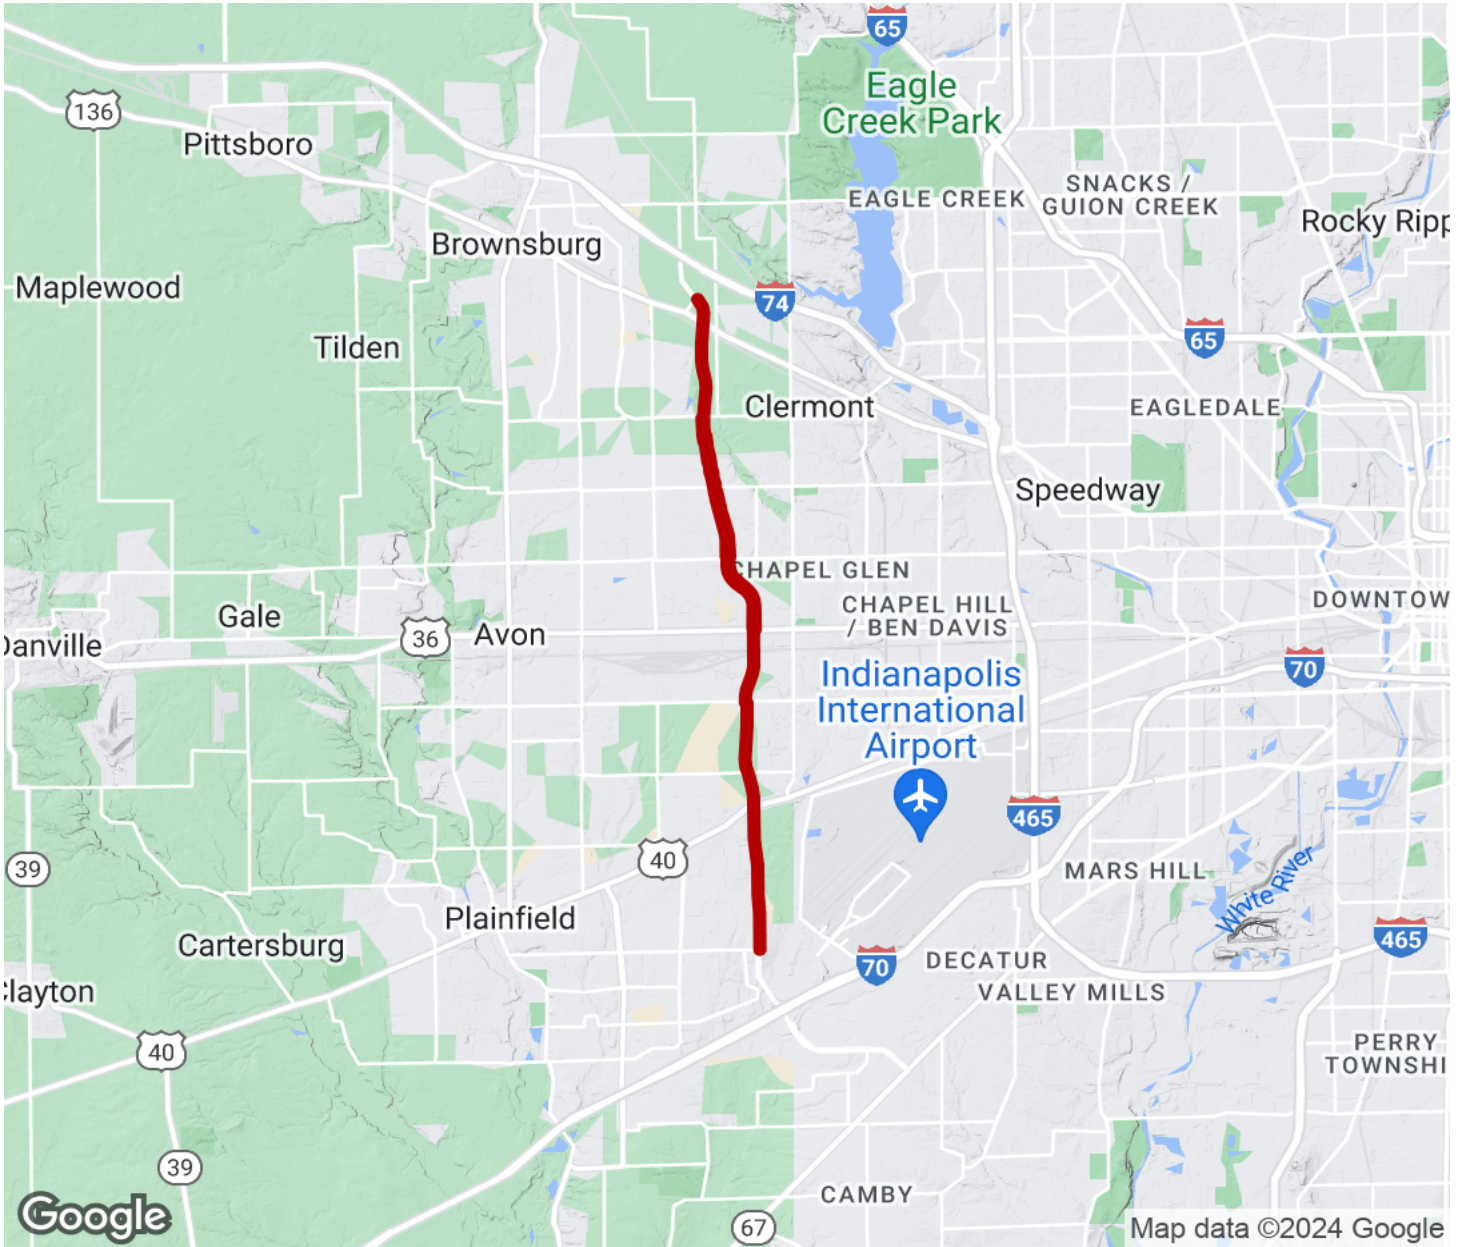 65
Eagle
Creek Park
136
Pittsboro
EAGLE CREEK
SNACKS /
GUION CREEK
Rocky Ripp
Brownsburg
Maplewood
74
65
Tilden
Clermont
EAGLEDALE
Speedway
CHAPEL GLEN
CHAPEL HILL
/ BEN DAVIS
DOWNTOW
Gale
36
Avon
Danville
70
Indianapolis
International
Airport
465
40
39
MARS HILL
White River
Plainfield
Cartersburg
465
70
DECATUR
VALLEY MILLS
Clayton
40
PERRY
TOWNSHI
39
CAMBY
67
Google
Map data ©2024 Google